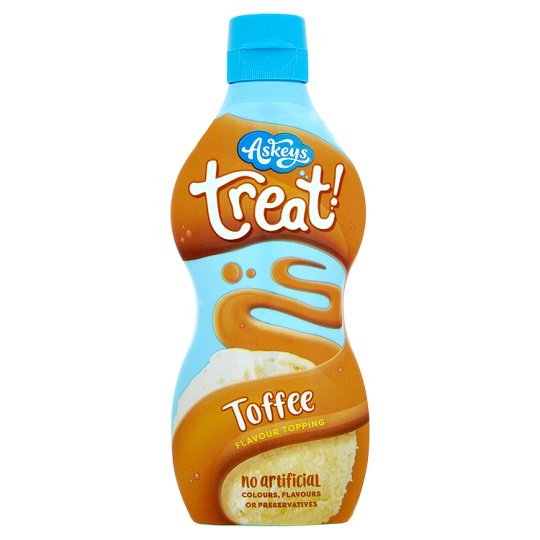 Askeys
treat!
Toffee
FLAVOUR TOPPING
no artificial
COLOURS, FLAVOURS
OR PRESERVATIVES